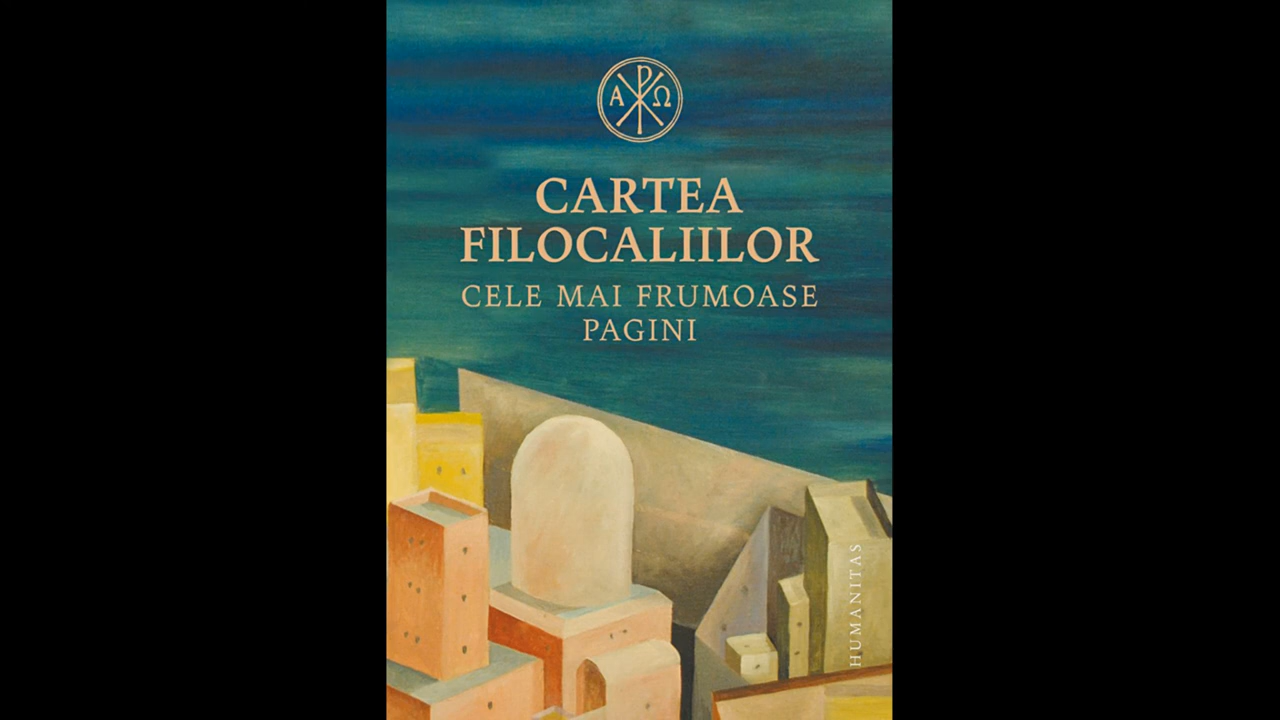 Α Ρ Ω
CARTEA
FILOCALIILOR
CELE MAI FRUMOASE
PAGINI
HUMANITAS